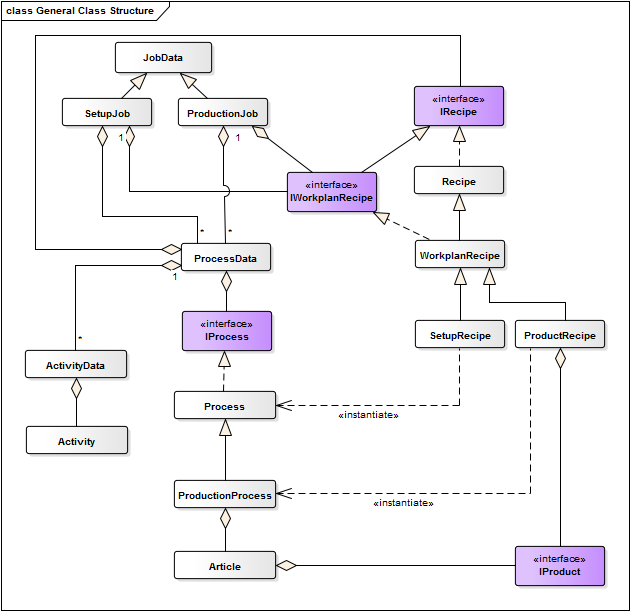 class General Class Structure
JobData
SetupJob
ProductionJob
«interface»
IRecipe
1
1
Recipe
«interface»
IWorkplanRecipe
*
*
ProcessData
WorkplanRecipe
1
«interface»
IProcess
SetupRecipe
ProductRecipe
*
ActivityData
Process
«instantiate»
Activity
ProductionProcess
«instantiate»
Article
«interface»
IProduct